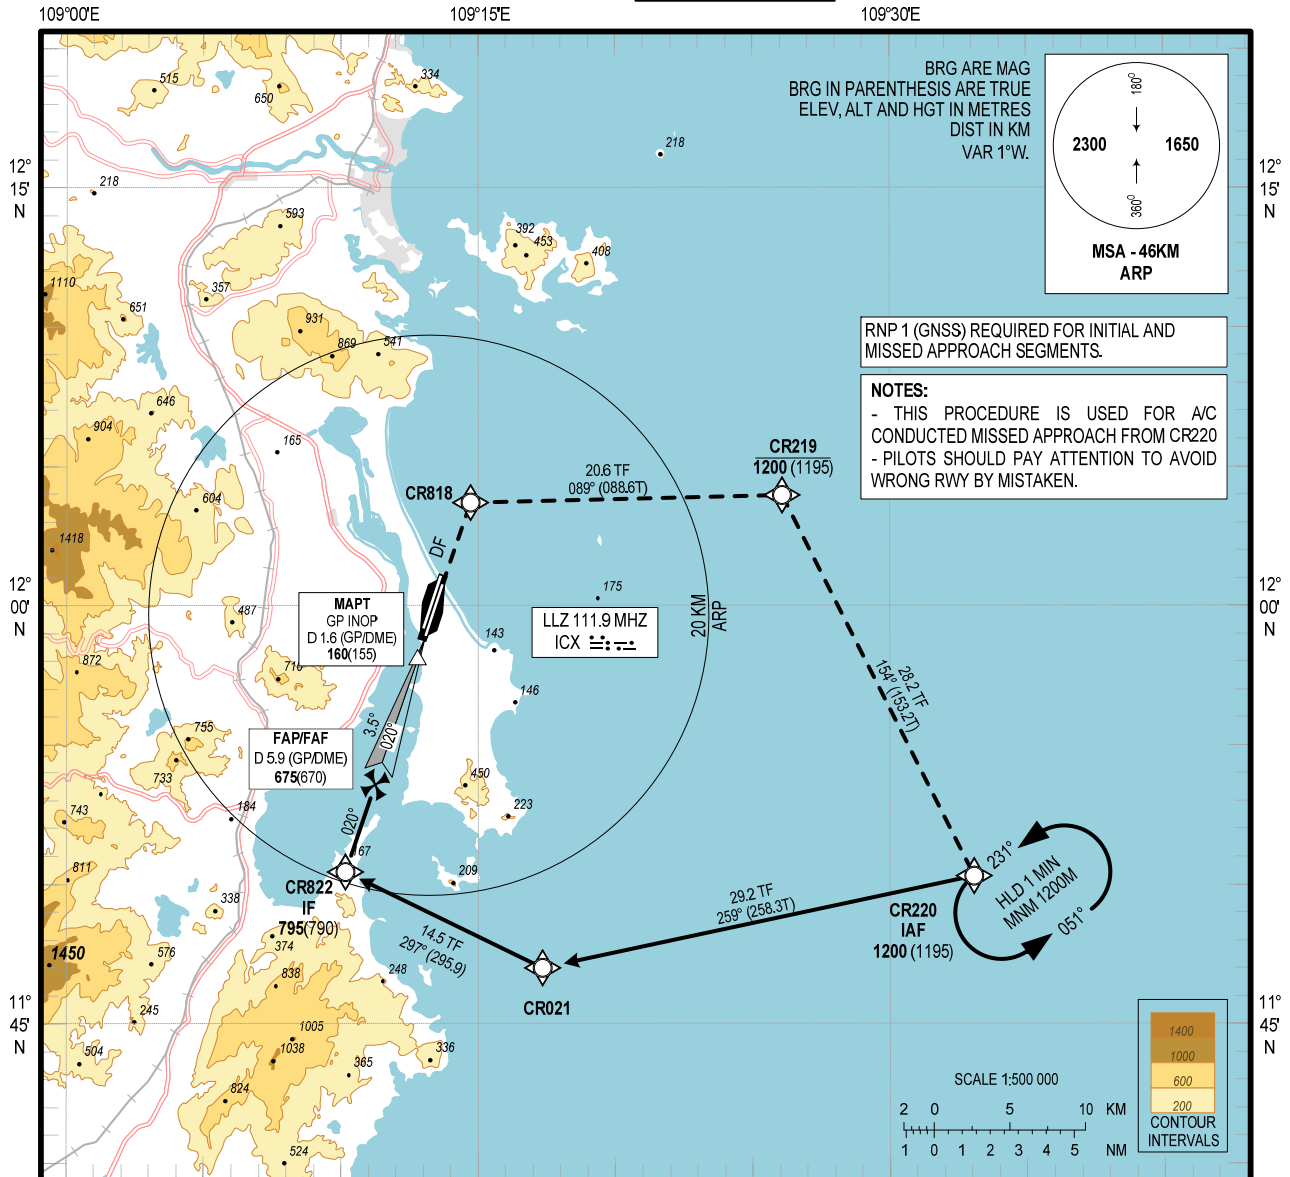 109°00'E
109°15'E
109°30'E
12°
15'
N
12°
00'
N
11°
45'
N
12°
15'
N
12°
00'
N
11°
45'
N
BRG ARE MAG
BRG IN PARENTHESIS ARE TRUE
ELEV, ALT AND HGT IN METRES
DIST IN KM
VAR 1°W.
180°
2300
1650
360°
MSA - 46KM
ARP
RNP 1 (GNSS) REQUIRED FOR INITIAL AND
MISSED APPROACH SEGMENTS.
NOTES:
- THIS PROCEDURE IS USED FOR A/C
CONDUCTED MISSED APPROACH FROM CR220
- PILOTS SHOULD PAY ATTENTION TO AVOID
WRONG RWY BY MISTAKEN.
515
650
334
218
218
593
392
453
408
1110
357
651
931
869
541
646
904
165
604
1418
487
872
710
755
733
743
184
811
338
374
576
1450
838
248
245
504
1005
1038
365
336
824
524
175
143
146
450
223
209
167
CR219
1200 (1195)
20.6 TF
089° (088.6T)
CR818
DF
MAPT
GP INOP
D 1.6 (GP/DME)
160(155)
LLZ 111.9 MHZ
ICX
20 KM
ARP
28.2 TF
154° (153.2T)
3.5°
020°
FAP/FAF
D 5.9 (GP/DME)
675(670)
020°
CR822
IF
795(790)
14.5 TF
297° (295.9)
29.2 TF
259° (258.3T)
CR021
CR220
IAF
1200 (1195)
231°
HLD 1 MIN
MNM 1200M
051°
SCALE 1:500 000
2 0 5 10 KM
1 0 1 2 3 4 5 NM
1400
1000
600
200
CONTOUR
INTERVALS